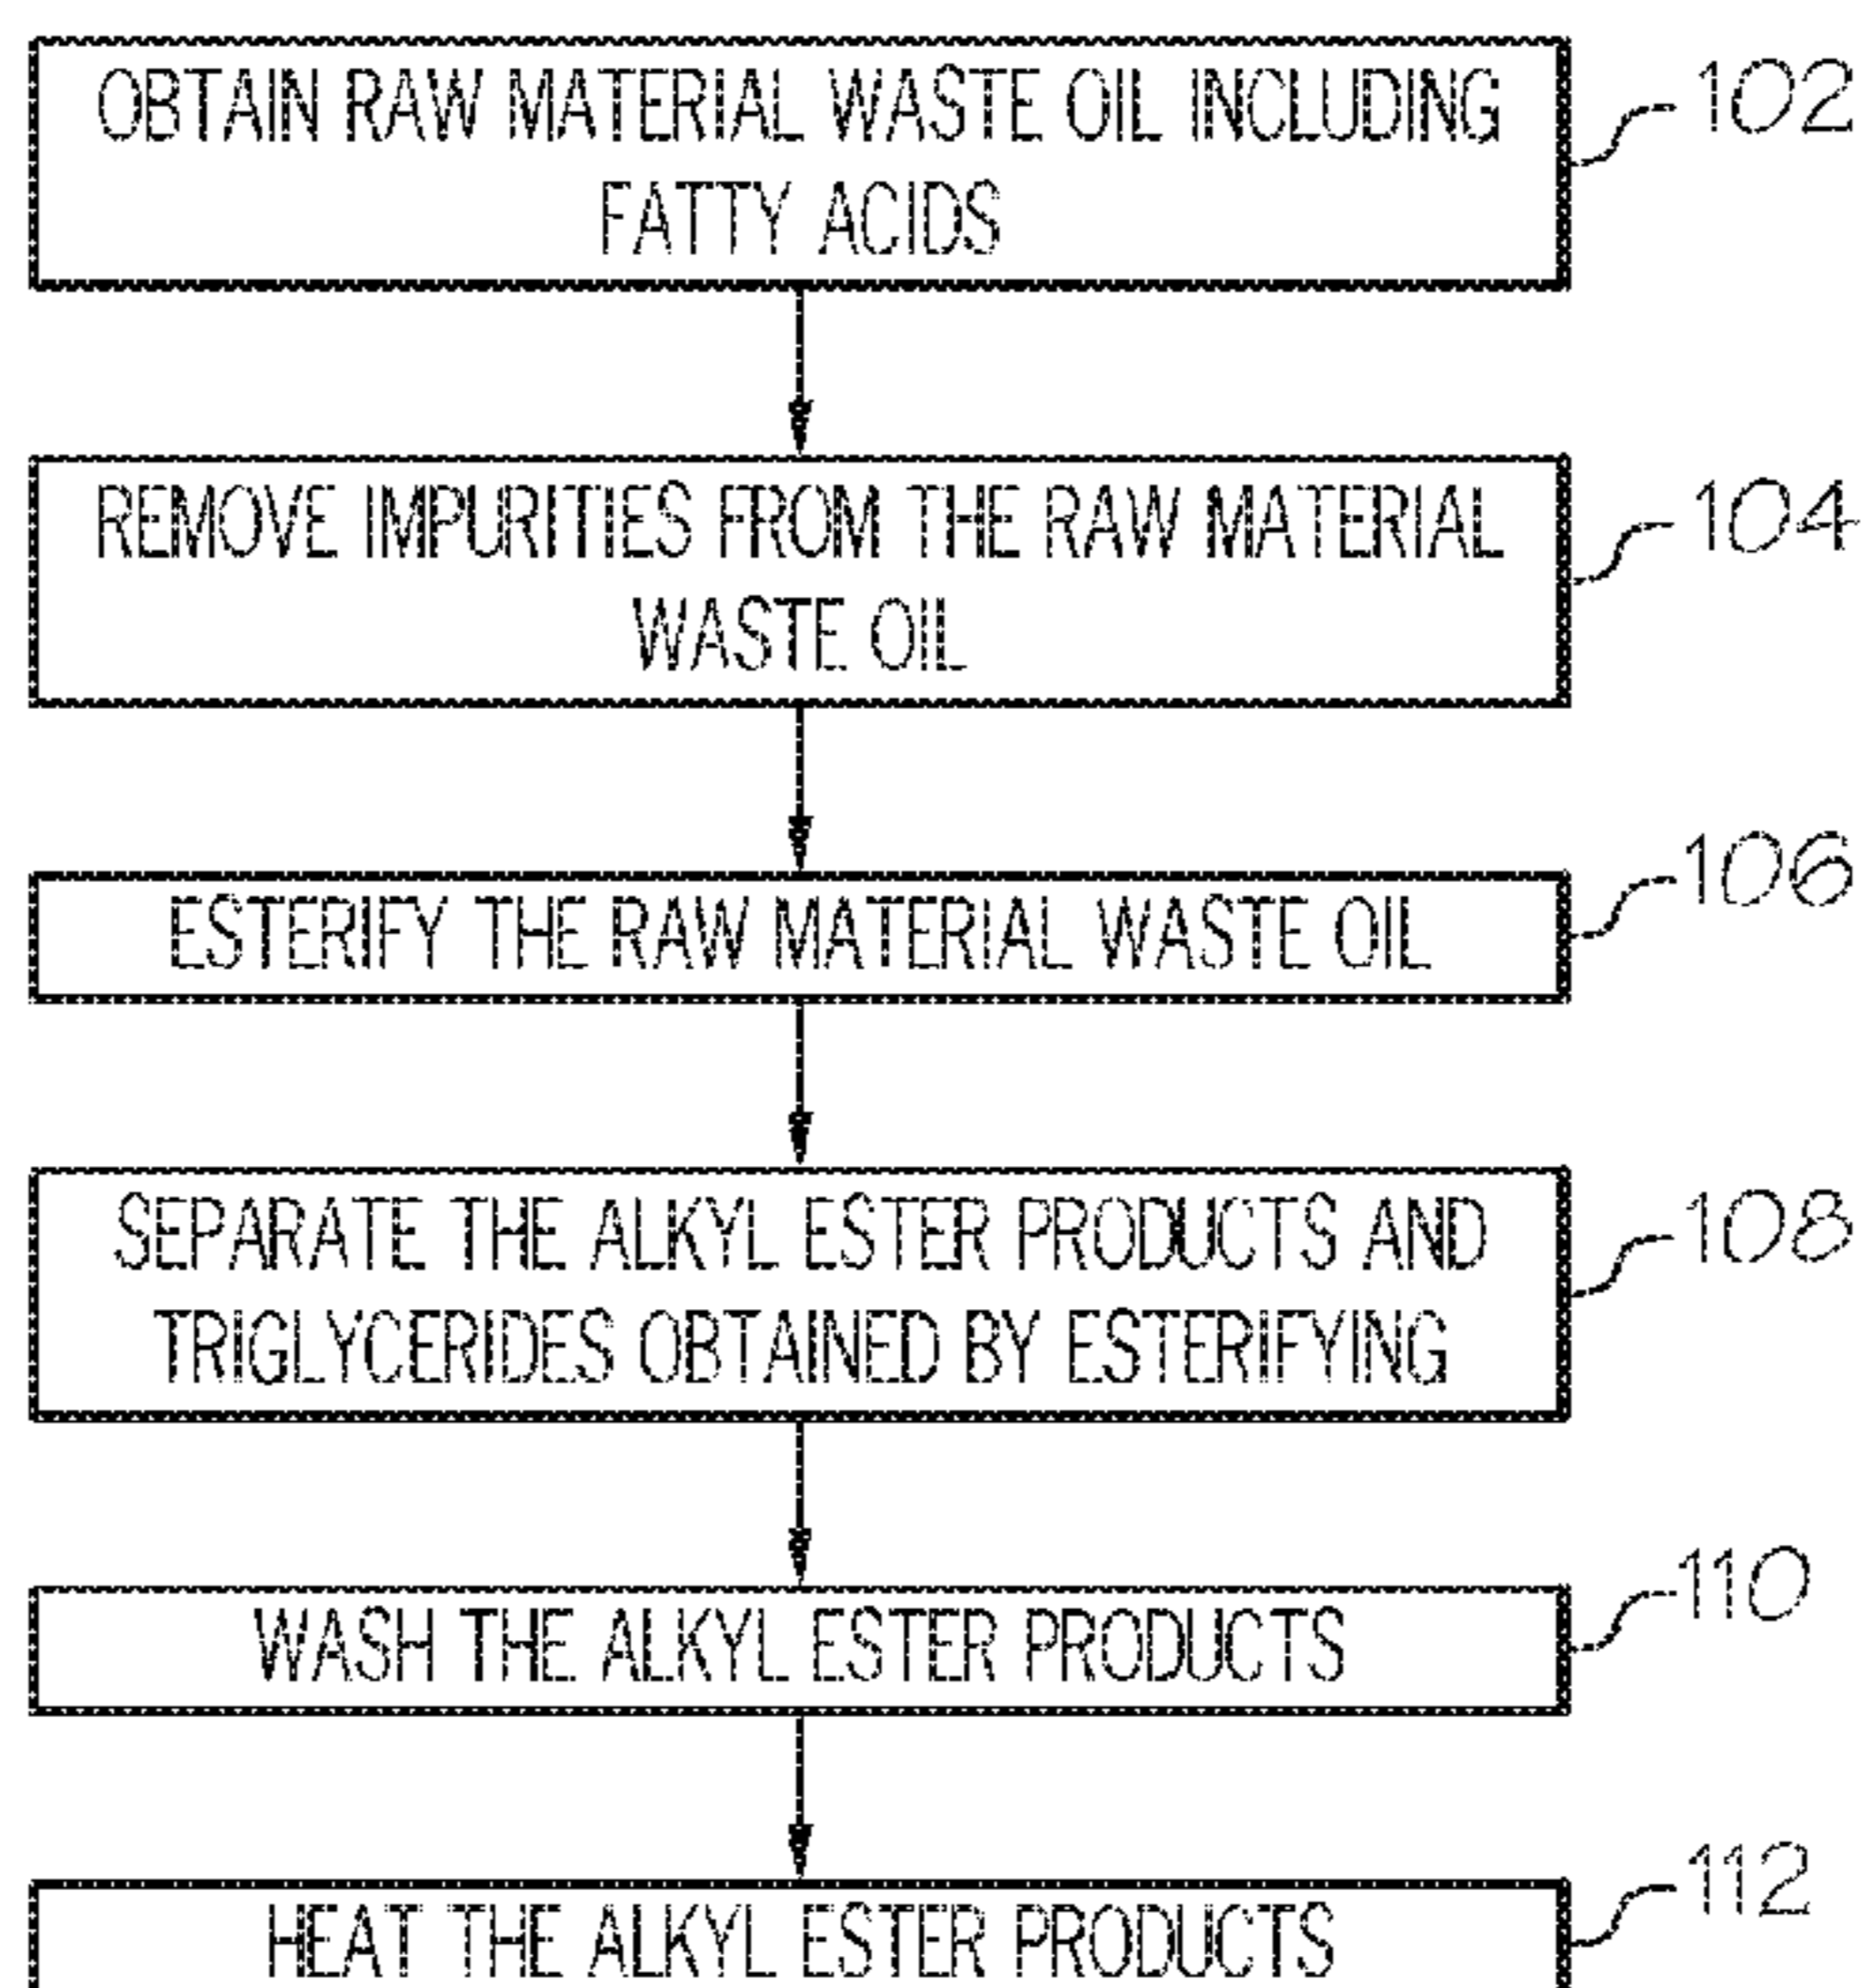 OBTAIN RAW MATERIAL WASTE OIL INCLUDING
FATTY ACIDS
102
REMOVE IMPURITIES FROM THE RAW MATERIAL
WASTE OIL
104
ESTERIFY THE RAW MATERIAL WASTE OIL
106
SEPARATE THE ALKYL ESTER PRODUCTS AND
TRIGLYCERIDES OBTAINED BY ESTERIFYING
108
WASH THE ALKYL ESTER PRODUCTS
110
HEAT THE ALKYL ESTER PRODUCTS
112